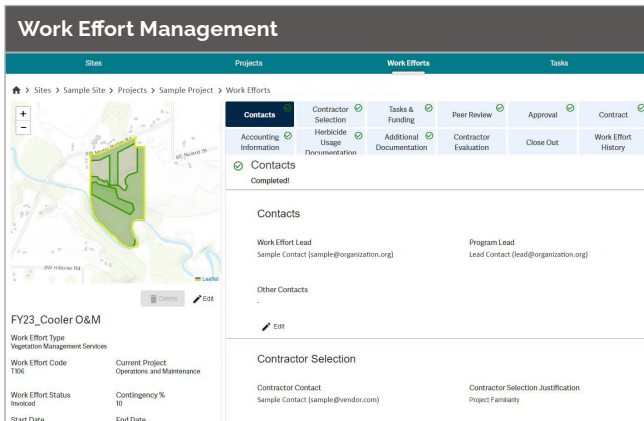 Work Effort Management
Sites Projects Work Efforts Tasks
> Sites > Sample Site > Projects > Sample Project > Work Efforts
+
−
SW Hillecke Rd
Leaflet
Delete Edit
FY23_Cooler O&M
Work Effort Type
Vegetation Management Services
Work Effort Code Current Project
T106 Operations and Maintenance
Work Effort Status Contingency %
Invoiced 10
Start Date End Date
Contacts Contractor Selection Tasks & Funding Peer Review Approval Contract
Accounting Information Herbicide Usage Documentation Additional Documentation Contractor Evaluation Close Out Work Effort History
Contacts
Completed!
Contacts
Work Effort Lead Program Lead
Sample Contact (sample@organization.org) Lead Contact (lead@organization.org)
Other Contacts
-
Edit
Contractor Selection
Contractor Contact Contractor Selection Justification
Sample Contact (sample@vendor.com) Project Familiarity